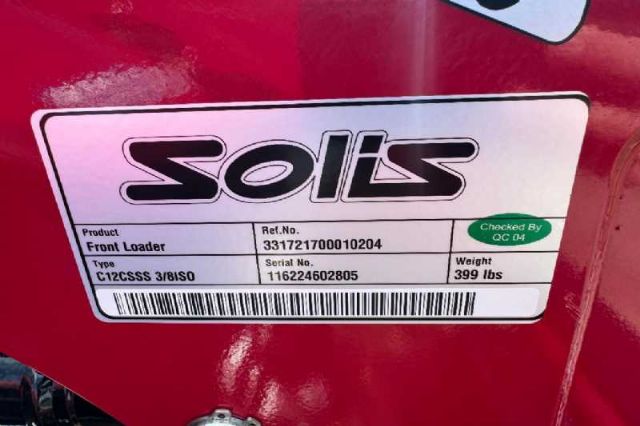 Solis
Product
Front Loader
Ref.No.
331721700010204
Checked By
QC 04
Type
C12CSSS 3/8ISO
Serial No.
116224602805
Weight
399 lbs